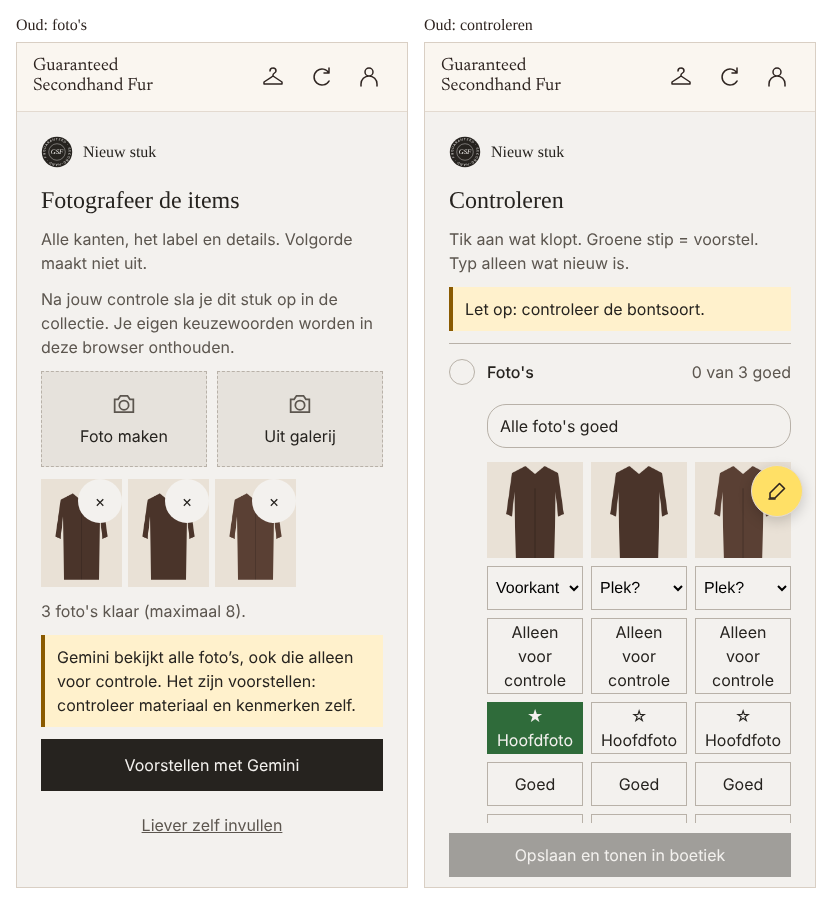 Oud: foto's
Guaranteed
Secondhand Fur
GSF
Nieuw stuk
Fotografeer de items
Alle kanten, het label en details. Volgorde
maakt niet uit.
Na jouw controle sla je dit stuk op in de
collectie. Je eigen keuzewoorden worden in
deze browser onthouden.
Foto maken
Uit galerij
×
×
×
3 foto's klaar (maximaal 8).
Gemini bekijkt alle foto’s, ook die alleen
voor controle. Het zijn voorstellen:
controleer materiaal en kenmerken zelf.
Voorstellen met Gemini
Liever zelf invullen
Oud: controleren
Guaranteed
Secondhand Fur
GSF
Nieuw stuk
Controleren
Tik aan wat klopt. Groene stip = voorstel.
Typ alleen wat nieuw is.
Let op: controleer de bontsoort.
Foto's
0 van 3 goed
Alle foto's goed
Voorkant
Plek?
Plek?
Alleen
voor
controle
Alleen
voor
controle
Alleen
voor
controle
★
Hoofdfoto
☆
Hoofdfoto
☆
Hoofdfoto
Goed
Goed
Goed
Opslaan en tonen in boetiek